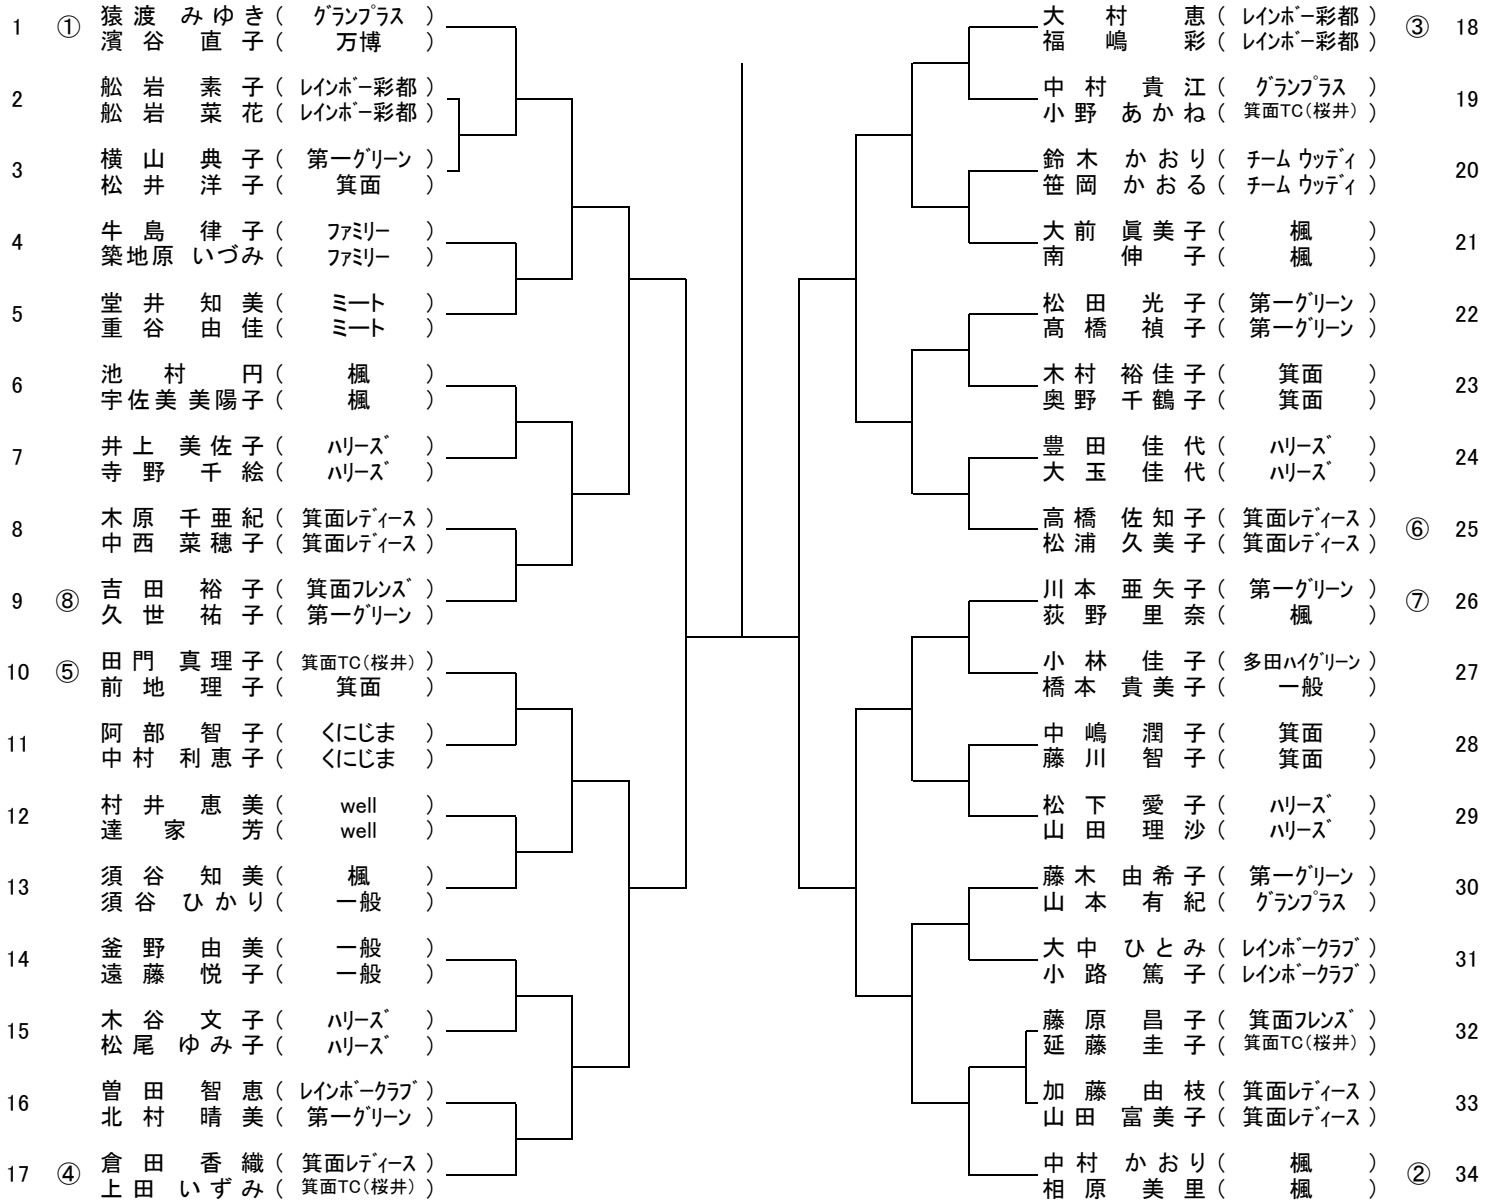 1 ① 猿渡 みゆき ( グランプラス )
濱谷 直子 ( 万博 )
2 舩岩 素子 ( レインボー彩都 )
舩岩 菜花 ( レインボー彩都 )
3 横山 典子 ( 第一グリーン )
松井 洋子 ( 箕面 )
4 牛島 律子 ( ファミリー )
築地原 いづみ ( ファミリー )
5 堂井 知美 ( ミート )
重谷 由佳 ( ミート )
6 池村 円 ( 楓 )
宇佐美 美陽子 ( 楓 )
7 井上 美佐子 ( ハリーズ )
寺野 千絵 ( ハリーズ )
8 木原 千亜紀 ( 箕面レディース )
中西 菜穂子 ( 箕面レディース )
9 ⑧ 吉田 裕子 ( 箕面フレンズ )
久世 祐子 ( 第一グリーン )
10 ⑤ 田門 真理子 ( 箕面TC(桜井) )
前地 理子 ( 箕面 )
11 阿部 智子 ( くにじま )
中村 利恵子 ( くにじま )
12 村井 恵美 ( well )
達家 芳 ( well )
13 須谷 知美 ( 楓 )
須谷 ひかり ( 一般 )
14 釜野 由美 ( 一般 )
遠藤 悦子 ( 一般 )
15 木谷 文子 ( ハリーズ )
松尾 ゆみ子 ( ハリーズ )
16 曽田 智恵 ( レインボークラブ )
北村 晴美 ( 第一グリーン )
17 ④ 倉田 香織 ( 箕面レディース )
上田 いずみ ( 箕面TC(桜井) )
大村 恵 ( レインボー彩都 ) ③ 18
福嶋 彩 ( レインボー彩都 )
中村 貴江 ( グランプラス ) 19
小野 あかね ( 箕面TC(桜井) )
鈴木 かおり ( チーム ウッディ ) 20
笹岡 かおる ( チーム ウッディ )
大前 眞美子 ( 楓 ) 21
南 伸子 ( 楓 )
松田 光子 ( 第一グリーン ) 22
髙橋 禎子 ( 第一グリーン )
木村 裕佳子 ( 箕面 ) 23
奥野 千鶴子 ( 箕面 )
豊田 佳代 ( ハリーズ ) 24
大玉 佳代 ( ハリーズ )
高橋 佐知子 ( 箕面レディース ) ⑥ 25
松浦 久美子 ( 箕面レディース )
川本 亜矢子 ( 第一グリーン ) ⑦ 26
荻野 里奈 ( 楓 )
小林 佳子 ( 多田ハイグリーン ) 27
橋本 貴美子 ( 一般 )
中嶋 潤子 ( 箕面 ) 28
藤川 智子 ( 箕面 )
松下 愛子 ( ハリーズ ) 29
山田 理沙 ( ハリーズ )
藤木 由希子 ( 第一グリーン ) 30
山本 有紀 ( グランプラス )
大中 ひとみ ( レインボークラブ ) 31
小路 篤子 ( レインボークラブ )
藤原 昌子 ( 箕面フレンズ ) 32
延藤 圭子 ( 箕面TC(桜井) )
加藤 由枝 ( 箕面レディース ) 33
山田 富美子 ( 箕面レディース )
中村 かおり ( 楓 ) ② 34
相原 美里 ( 楓 )